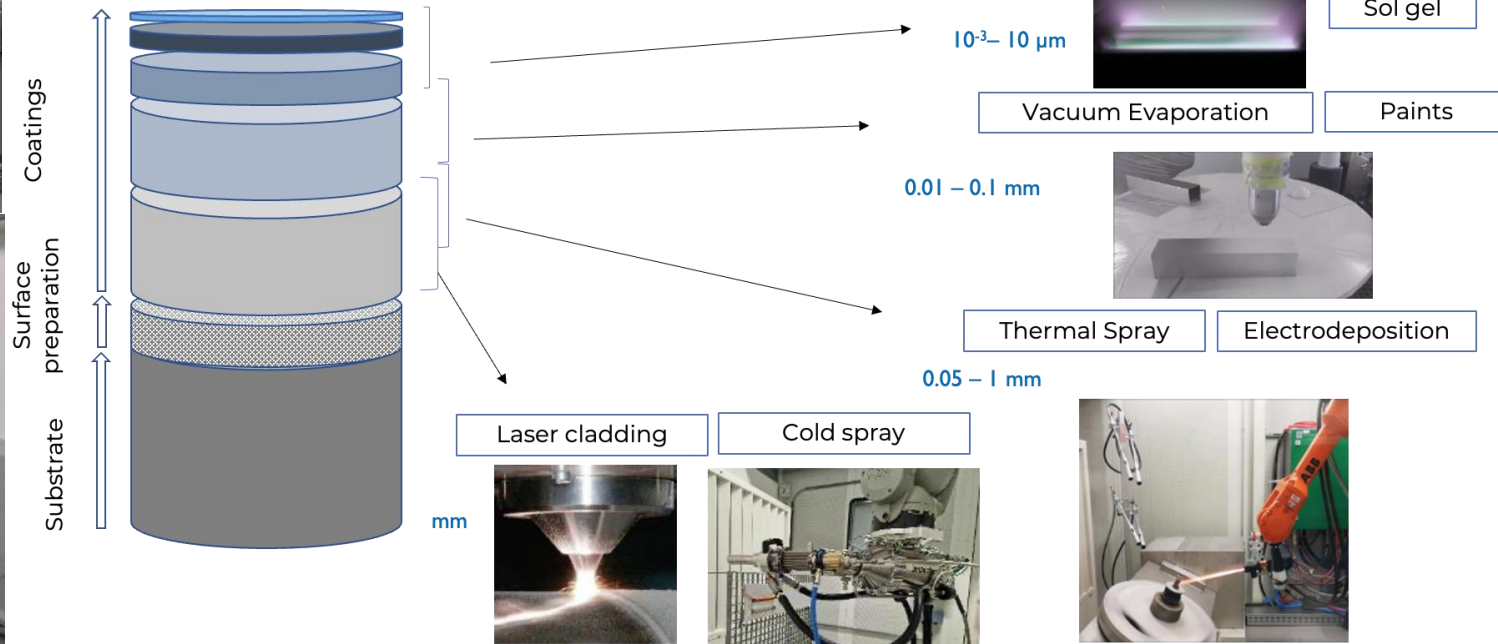 Sol gel
10-3– 10 µm
Vacuum Evaporation
Paints
Coatings
0.01 – 0.1 mm
Surface
preparation
Thermal Spray
Electrodeposition
0.05 – 1 mm
Laser cladding
Cold spray
Substrate
mm
ABB